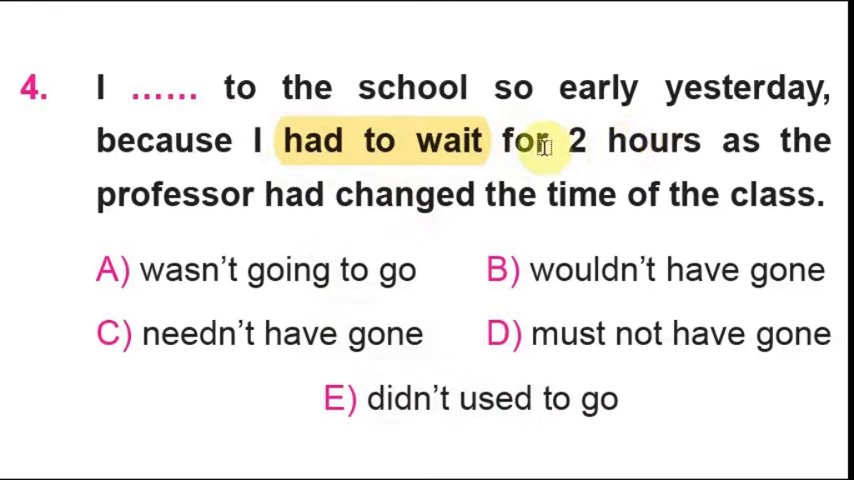 4. I ...... to the school so early yesterday,
because I had to wait for 2 hours as the
professor had changed the time of the class.
A) wasn’t going to go B) wouldn’t have gone
C) needn’t have gone D) must not have gone
E) didn’t used to go